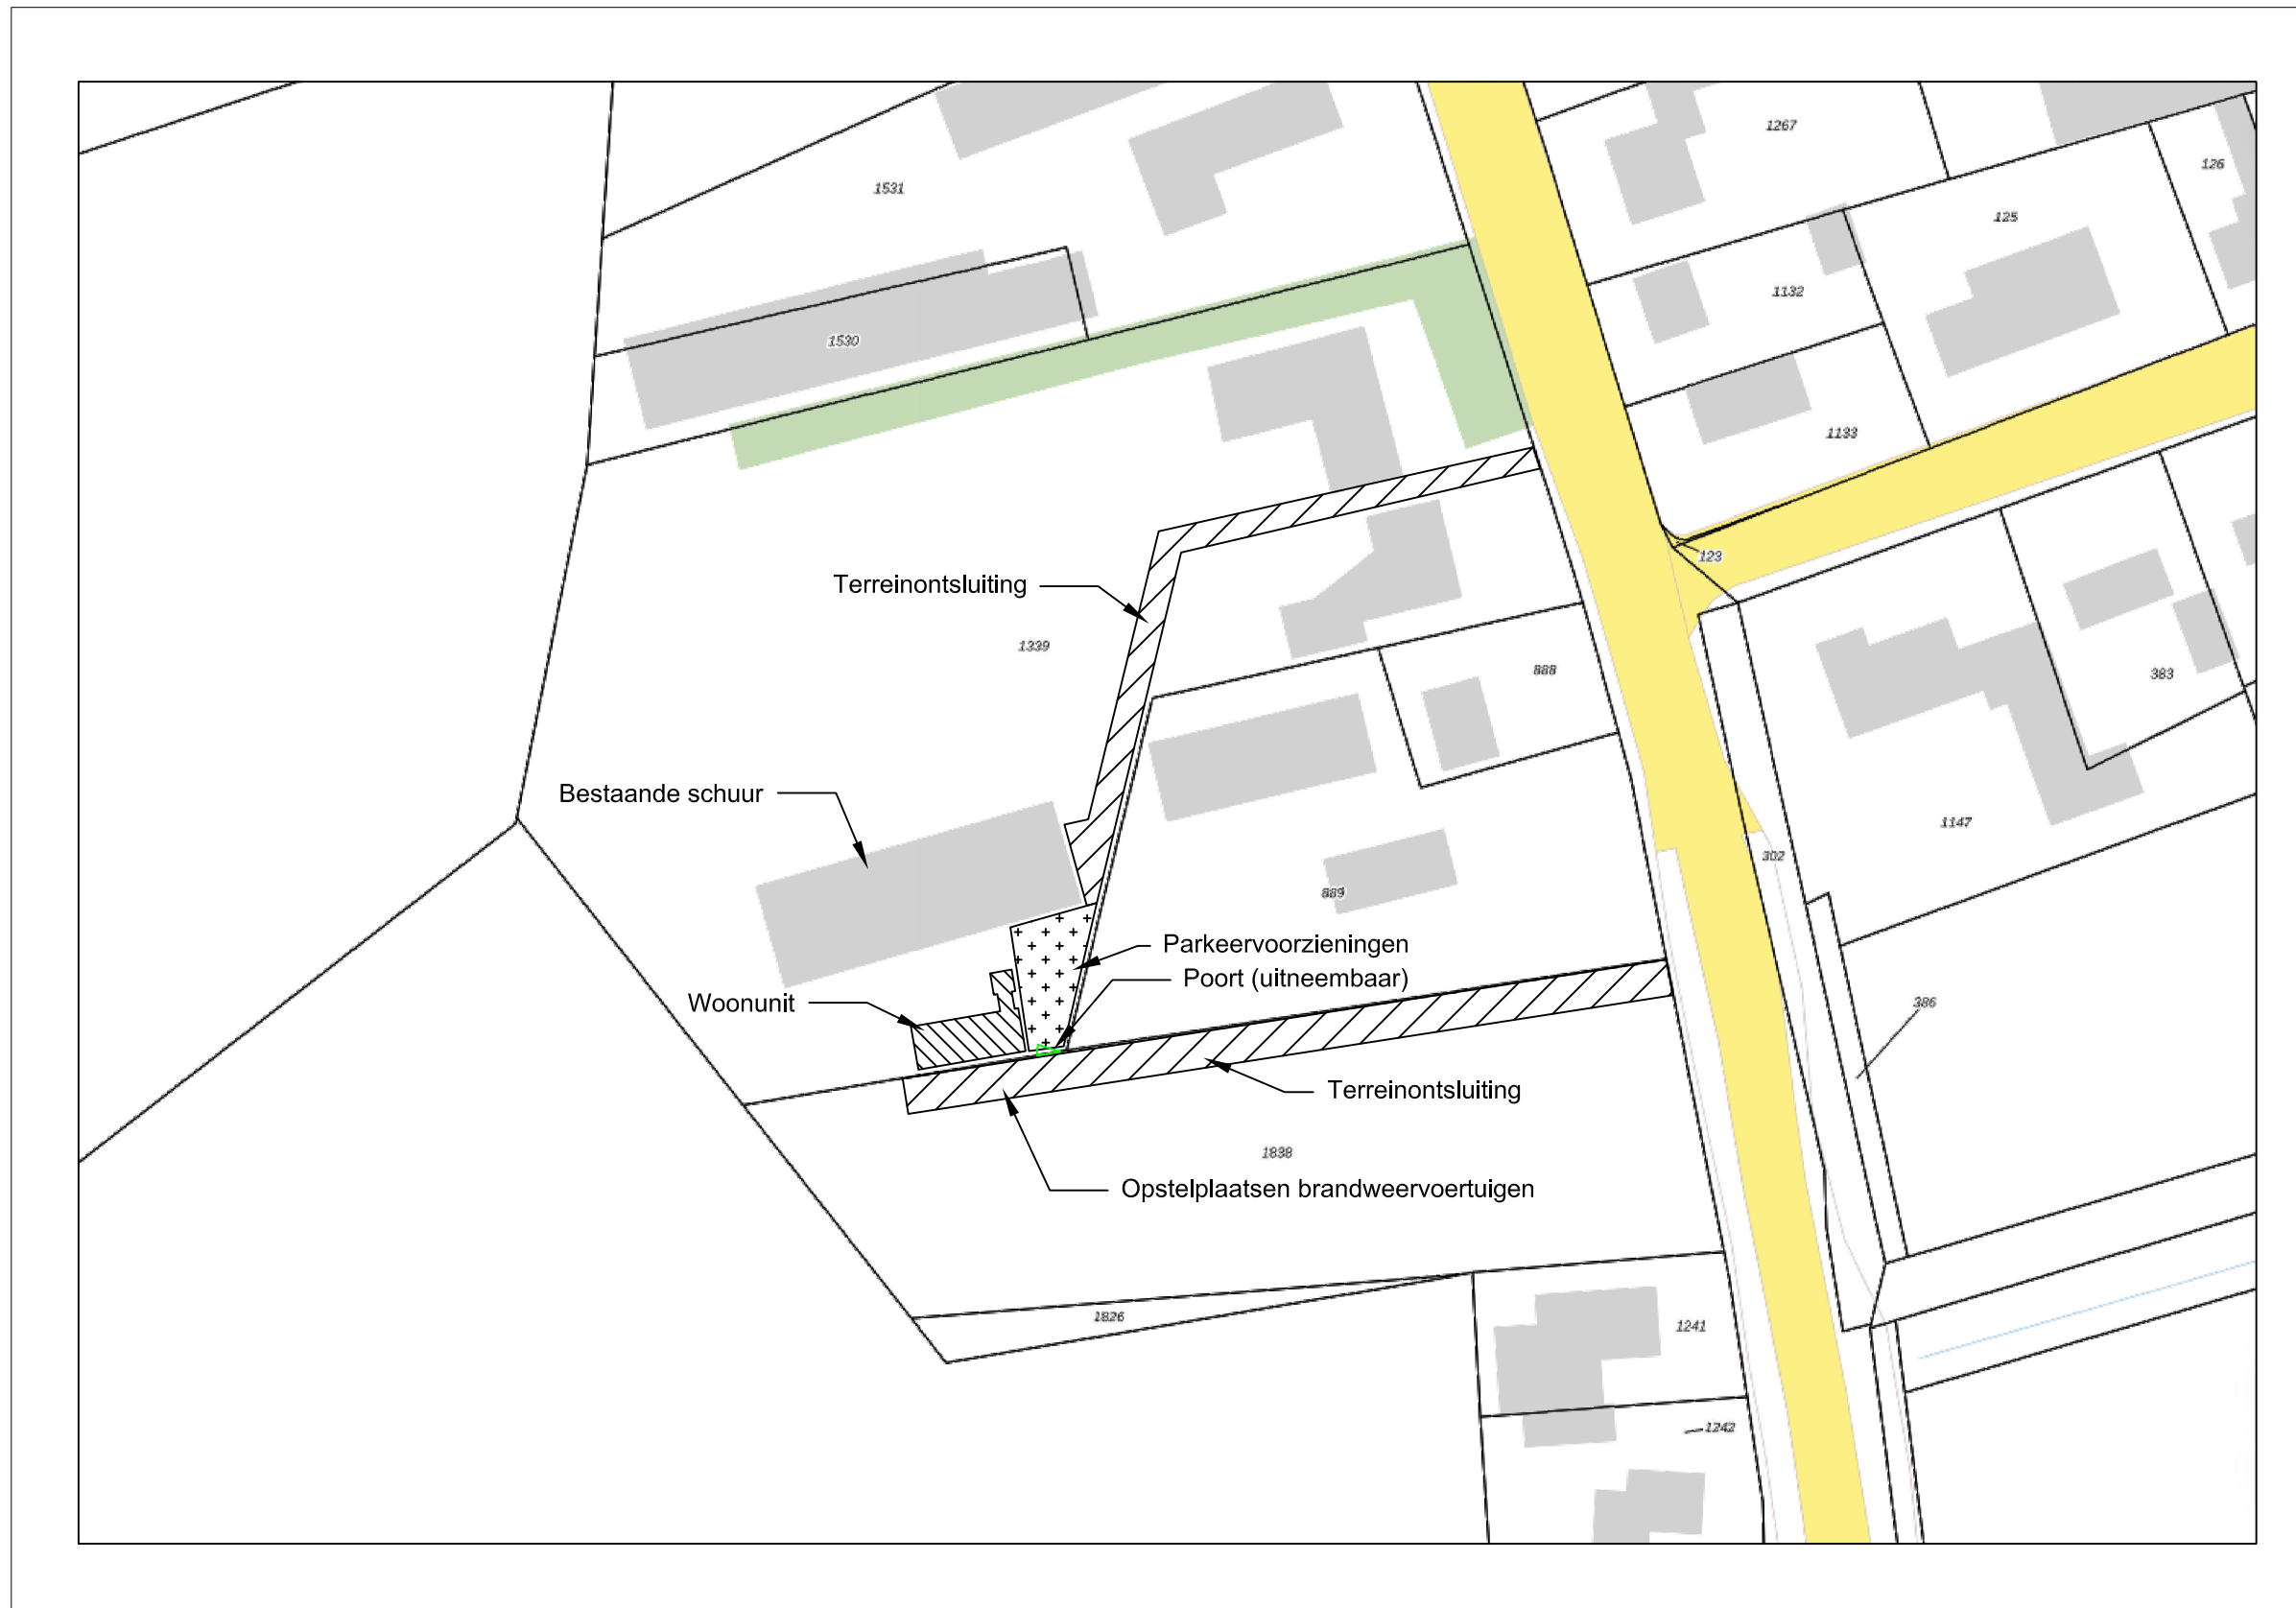 1267
126
1531
125
1132
1530
1133
123
Terreinontsluiting
1339
888
383
Bestaande schuur
1147
302
889
Parkeervoorzieningen
Poort (uitneembaar)
Woonunit
386
Terreinontsluiting
1838
Opstelplaatsen brandweervoertuigen
1826
1241
1242